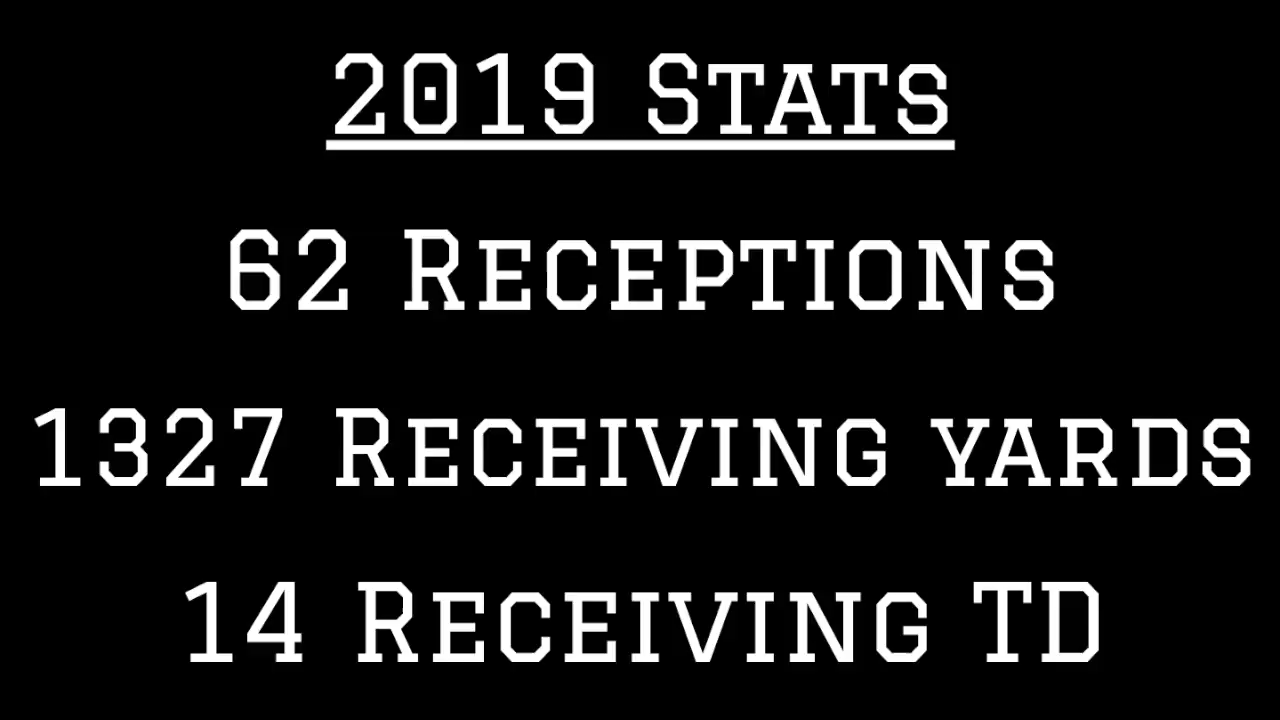 2019 Stats
62 Receptions
1327 Receiving yards
14 Receiving TD